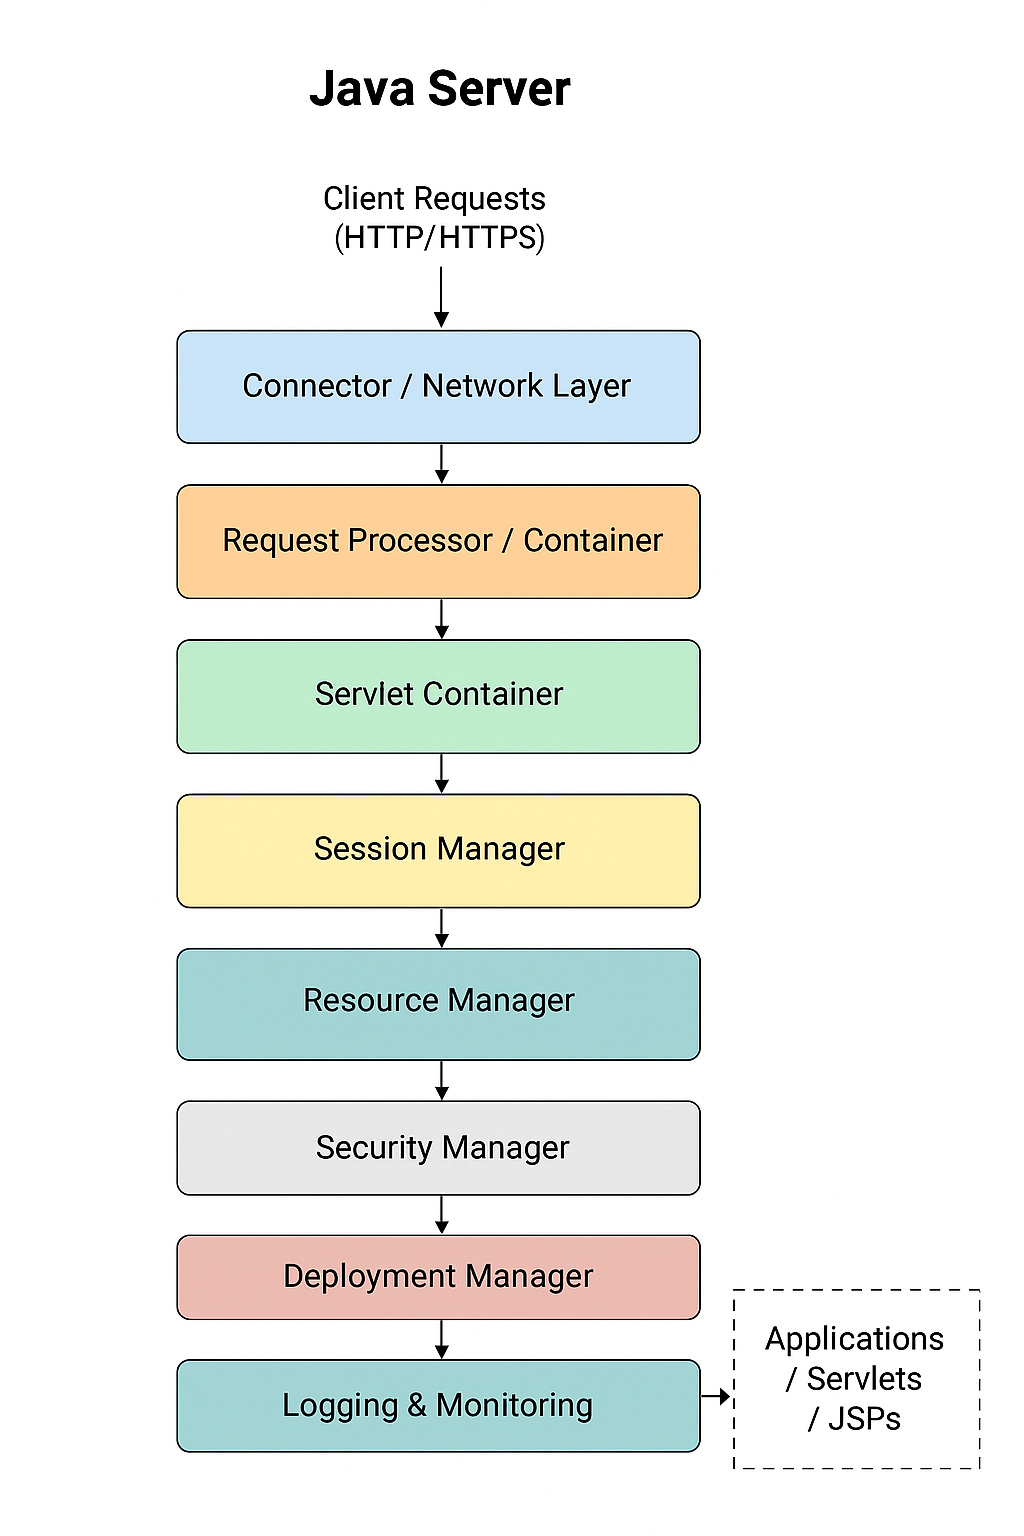 Java Server
Client Requests
(HTTP/HTTPS)
Connector / Network Layer
Request Processor / Container
Servlet Container
Session Manager
Resource Manager
Security Manager
Deployment Manager
Logging & Monitoring
Applications
/ Servlets
/ JSPs